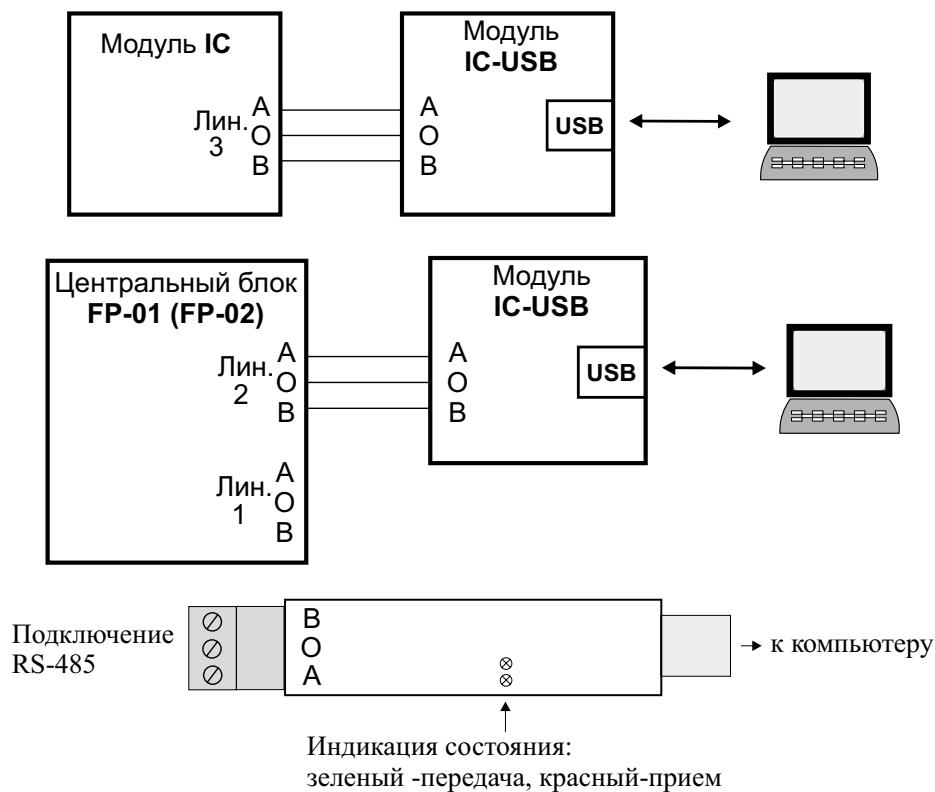 Модуль IC
Лин.
3
А
О
В
Модуль
IC-USB
А
О
В
USB
Центральный блок
FP-01 (FP-02)
Лин.
2
А
О
В
Лин.
1
А
О
В
Модуль
IC-USB
А
О
В
USB
Подключение
RS-485
В
О
А
к компьютеру
Индикация состояния:
зеленый -передача, красный-прием